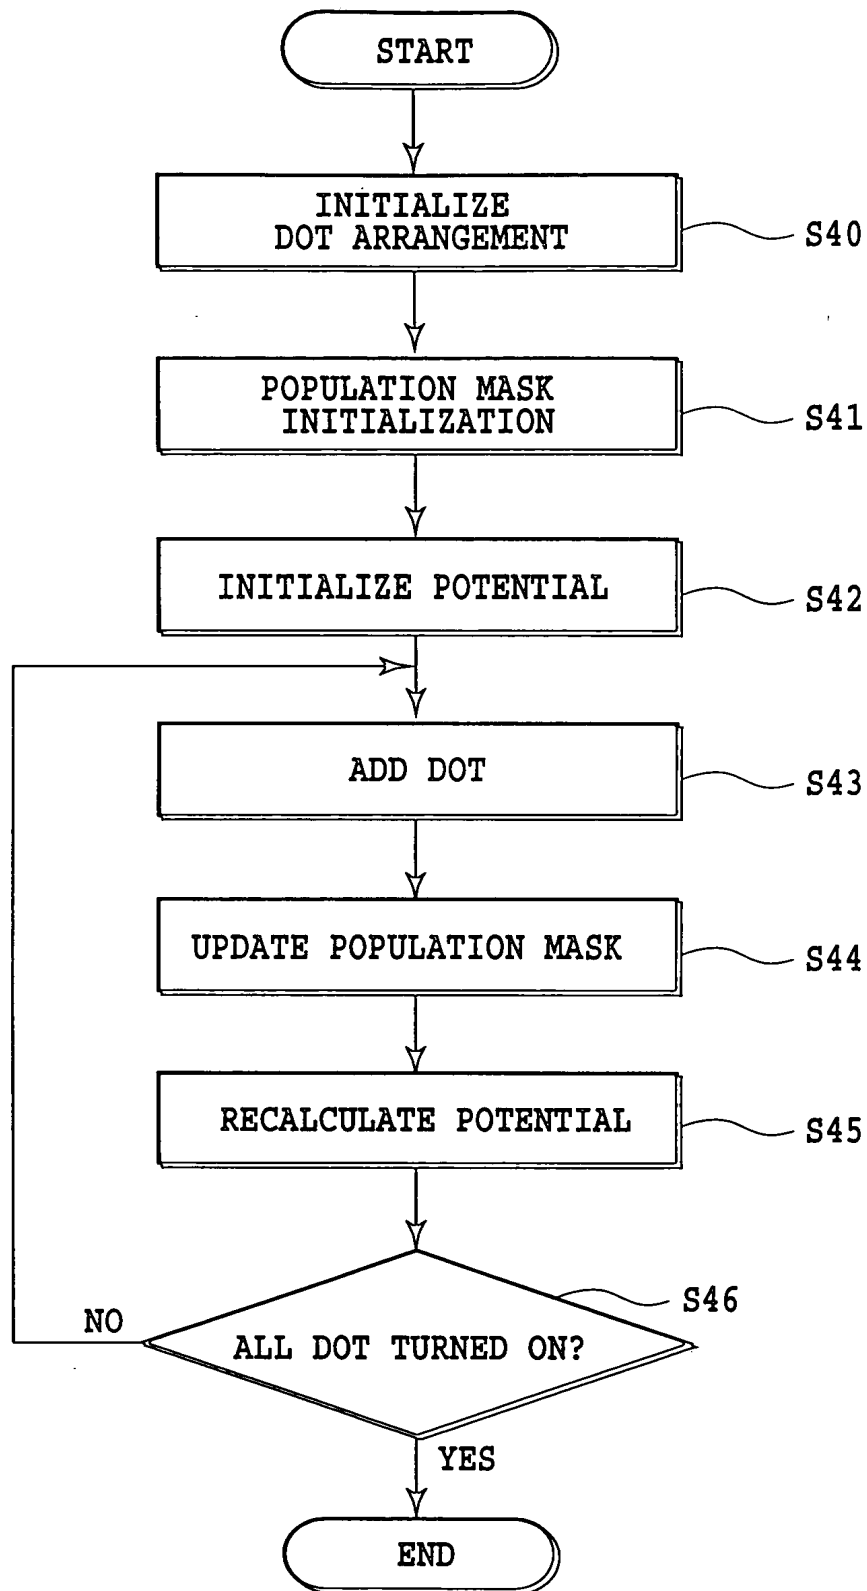 START
INITIALIZE
DOT ARRANGEMENT
S40
POPULATION MASK
INITIALIZATION
S41
INITIALIZE POTENTIAL
S42
ADD DOT
S43
UPDATE POPULATION MASK
S44
RECALCULATE POTENTIAL
S45
S46
NO
ALL DOT TURNED ON?
YES
END